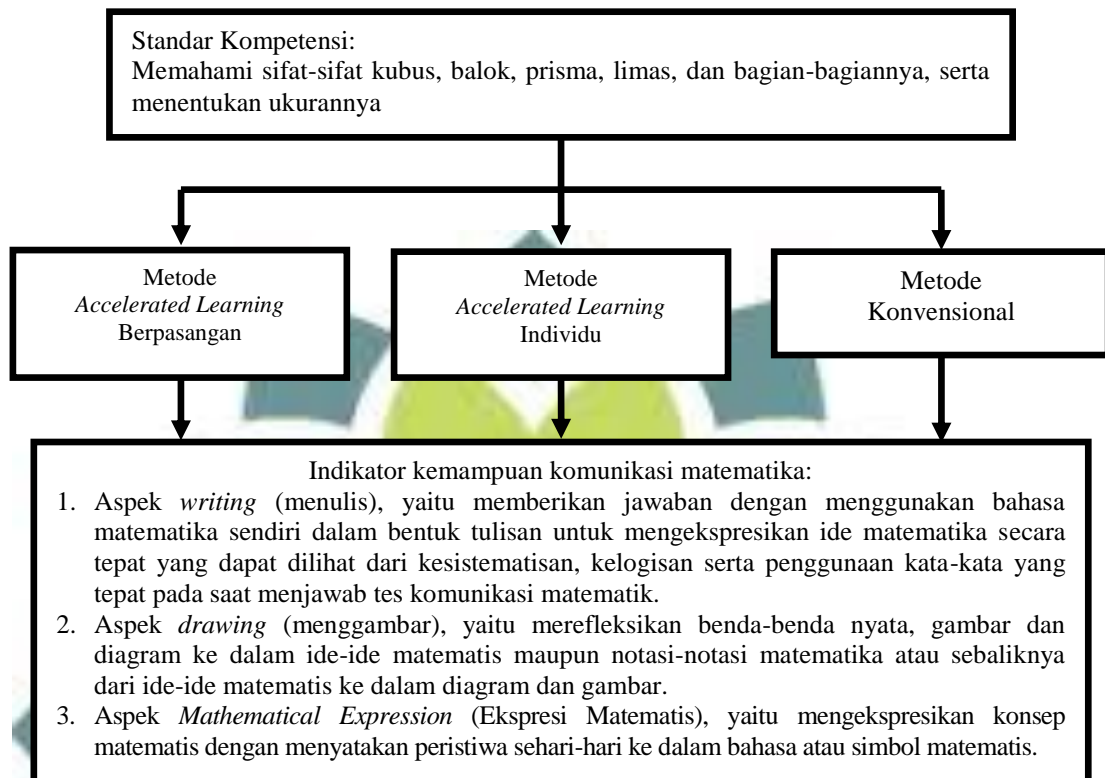 Standar Kompetensi:
Memahami sifat-sifat kubus, balok, prisma, limas, dan bagian-bagiannya, serta
menentukan ukurannya
Metode
Accelerated Learning
Berpasangan
Metode
Accelerated Learning
Individu
Metode
Konvensional
Indikator kemampuan komunikasi matematika:
1. Aspek writing (menulis), yaitu memberikan jawaban dengan menggunakan bahasa
matematika sendiri dalam bentuk tulisan untuk mengekspresikan ide matematika secara
tepat yang dapat dilihat dari kesistematisan, kelogisan serta penggunaan kata-kata yang
tepat pada saat menjawab tes komunikasi matematik.
2. Aspek drawing (menggambar), yaitu merefleksikan benda-benda nyata, gambar dan
diagram ke dalam ide-ide matematis maupun notasi-notasi matematika atau sebaliknya
dari ide-ide matematis ke dalam diagram dan gambar.
3. Aspek Mathematical Expression (Ekspresi Matematis), yaitu mengekspresikan konsep
matematis dengan menyatakan peristiwa sehari-hari ke dalam bahasa atau simbol matematis.